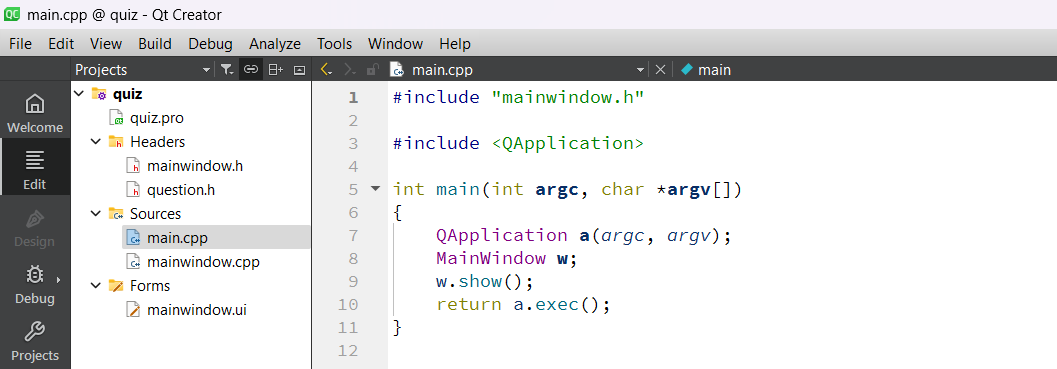 QC main.cpp @ quiz - Qt Creator
File Edit View Build Debug Analyze Tools Window Help
Projects
main.cpp
main
Welcome
Edit
Design
Debug
Projects
quiz
quiz.pro
Headers
mainwindow.h
question.h
Sources
main.cpp
mainwindow.cpp
Forms
mainwindow.ui
1 #include "mainwindow.h"
2
3 #include <QApplication>
4
5 int main(int argc, char *argv[])
6 {
7     QApplication a(argc, argv);
8     MainWindow w;
9     w.show();
10     return a.exec();
11 }
12